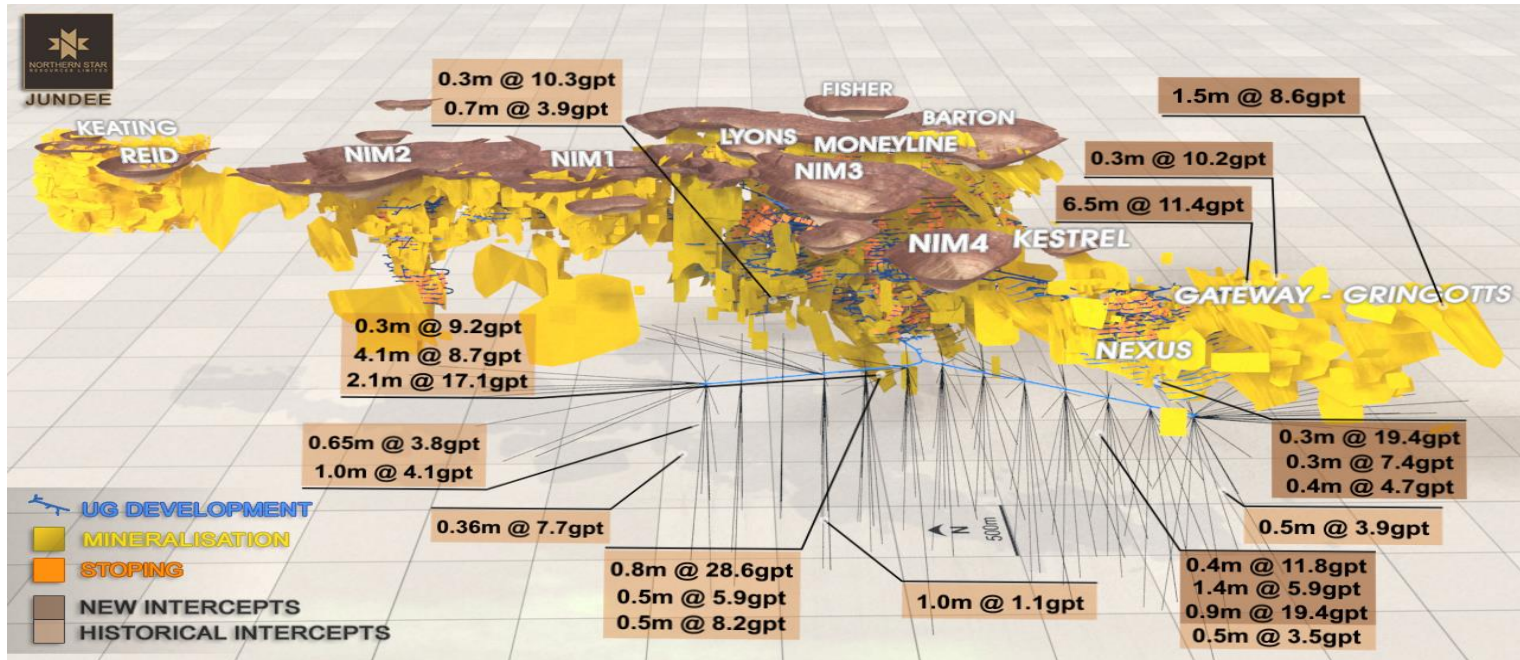 NORTHERN STAR
RESOURCES LIMITED
JUNDEE
KEATING
REID
NIM2
NIM1
LYONS
MONEYLINE
FISHER
BARTON
NIM3
NIM4
KESTREL
GATEWAY - GRINGOTTS
NEXUS
0.3m @ 10.3gpt
0.7m @ 3.9gpt
1.5m @ 8.6gpt
0.3m @ 10.2gpt
6.5m @ 11.4gpt
0.3m @ 9.2gpt
4.1m @ 8.7gpt
2.1m @ 17.1gpt
0.65m @ 3.8gpt
1.0m @ 4.1gpt
0.36m @ 7.7gpt
0.8m @ 28.6gpt
0.5m @ 5.9gpt
0.5m @ 8.2gpt
1.0m @ 1.1gpt
0.3m @ 19.4gpt
0.3m @ 7.4gpt
0.4m @ 4.7gpt
0.5m @ 3.9gpt
0.4m @ 11.8gpt
1.4m @ 5.9gpt
0.9m @ 19.4gpt
0.5m @ 3.5gpt
N
500m
UG DEVELOPMENT
MINERALISATION
STOPING
NEW INTERCEPTS
HISTORICAL INTERCEPTS